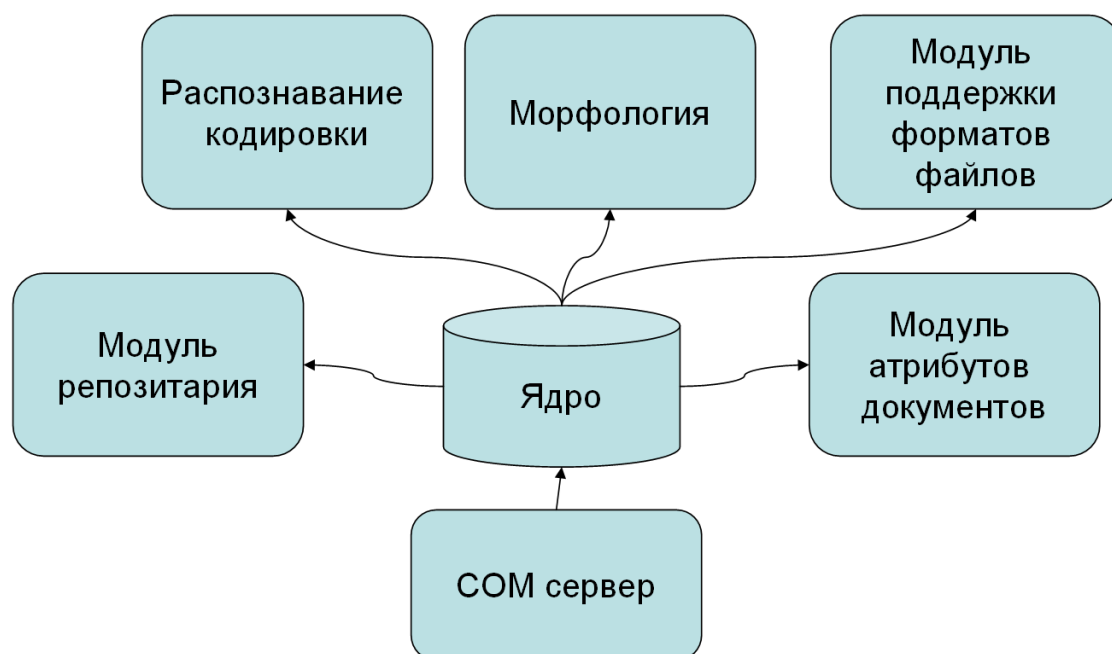 Распознавание
кодировки
Морфология
Модуль
поддержки
форматов
файлов
Модуль
репозитария
Ядро
Модуль
атрибутов
документов
COM сервер